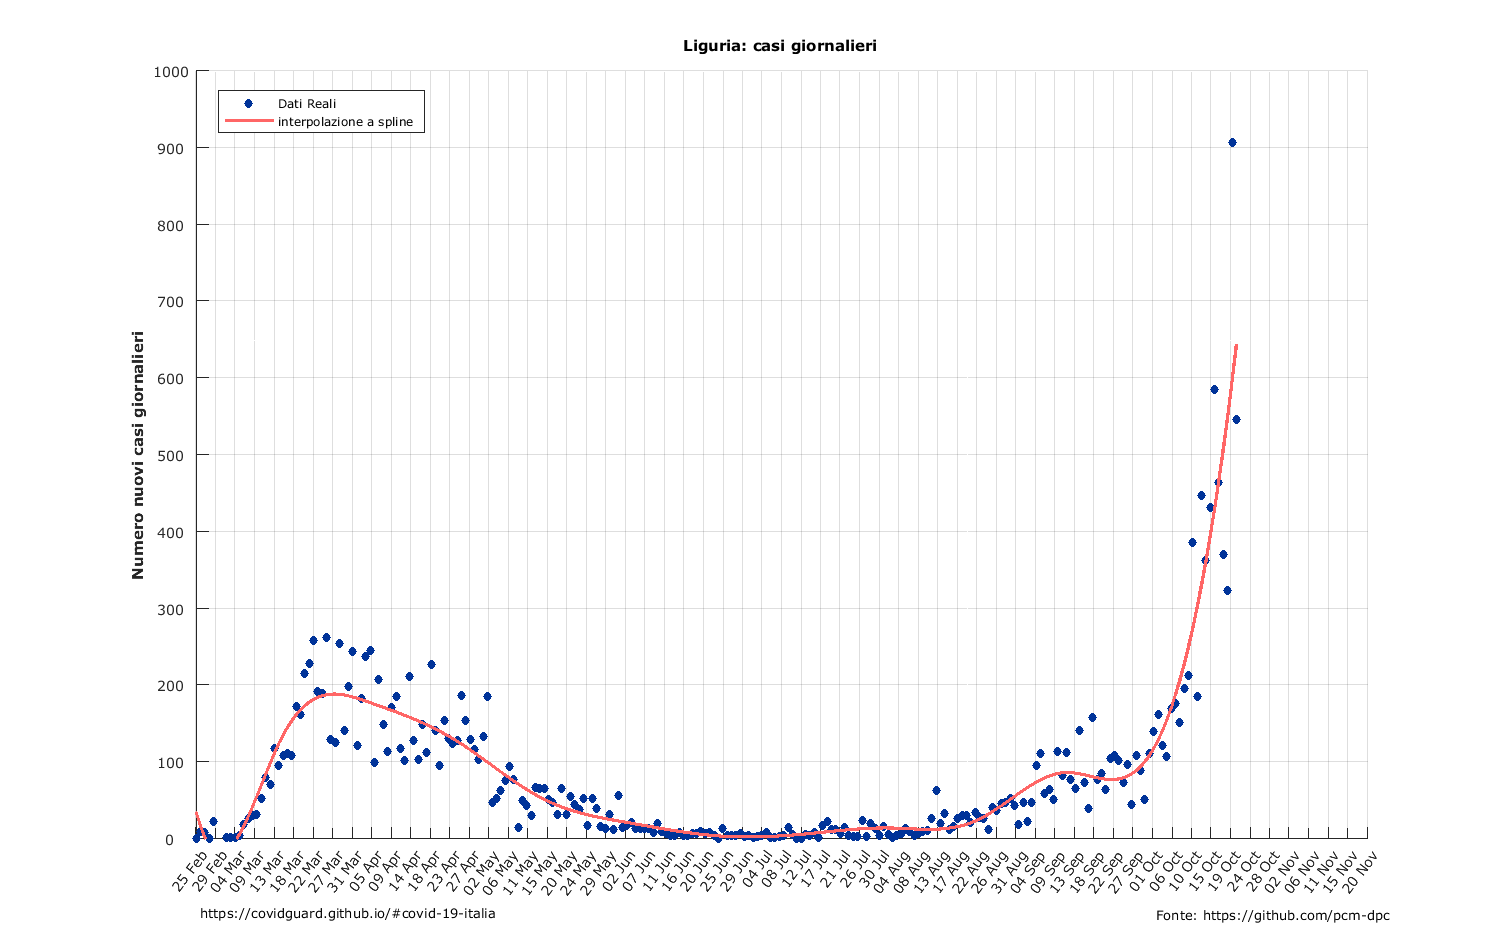 Liguria: casi giornalieri
Dati Reali
interpolazione a spline
Numero nuovi casi giornalieri
1000
900
800
700
600
500
400
300
200
100
0
25 Feb
29 Feb
04 Mar
09 Mar
13 Mar
18 Mar
22 Mar
27 Mar
31 Mar
05 Apr
09 Apr
14 Apr
18 Apr
23 Apr
27 Apr
02 May
06 May
11 May
15 May
20 May
24 May
29 May
02 Jun
07 Jun
11 Jun
16 Jun
20 Jun
25 Jun
29 Jun
04 Jul
08 Jul
12 Jul
17 Jul
21 Jul
26 Jul
30 Jul
04 Aug
08 Aug
13 Aug
17 Aug
22 Aug
26 Aug
31 Aug
04 Sep
09 Sep
13 Sep
18 Sep
22 Sep
27 Sep
01 Oct
06 Oct
10 Oct
15 Oct
19 Oct
24 Oct
28 Oct
02 Nov
06 Nov
11 Nov
15 Nov
20 Nov
https://covidguard.github.io/#covid-19-italia
Fonte: https://github.com/pcm-dpc